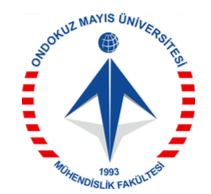 ONDOKUZ MAYIS ÜNİVERSİTESİ
1993
MÜHENDİSLİK FAKÜLTESİ